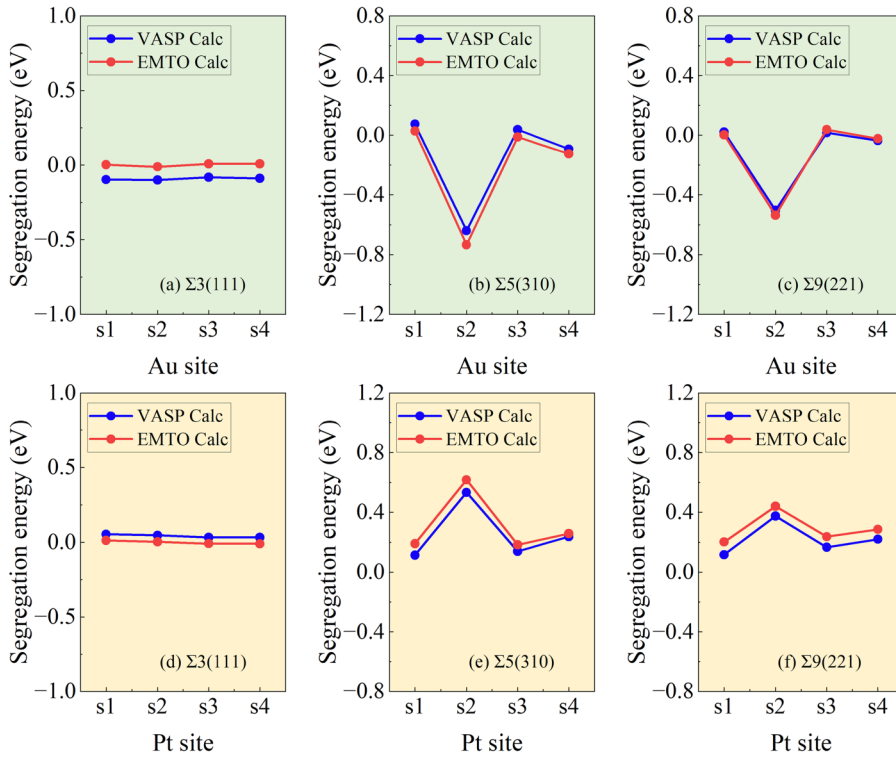 Segregation energy (eV)
1.0
0.5
0.0
−0.5
−1.0
VASP Calc
EMTO Calc
(a) Σ3(111)
s1 s2 s3 s4
Au site
Segregation energy (eV)
0.8
0.4
0.0
−0.4
−0.8
−1.2
VASP Calc
EMTO Calc
(b) Σ5(310)
s1 s2 s3 s4
Au site
Segregation energy (eV)
0.8
0.4
0.0
−0.4
−0.8
−1.2
VASP Calc
EMTO Calc
(c) Σ9(221)
s1 s2 s3 s4
Au site
Segregation energy (eV)
1.0
0.5
0.0
−0.5
−1.0
VASP Calc
EMTO Calc
(d) Σ3(111)
s1 s2 s3 s4
Pt site
Segregation energy (eV)
1.2
0.8
0.4
0.0
−0.4
−0.8
VASP Calc
EMTO Calc
(e) Σ5(310)
s1 s2 s3 s4
Pt site
Segregation energy (eV)
1.2
0.8
0.4
0.0
−0.4
−0.8
VASP Calc
EMTO Calc
(f) Σ9(221)
s1 s2 s3 s4
Pt site